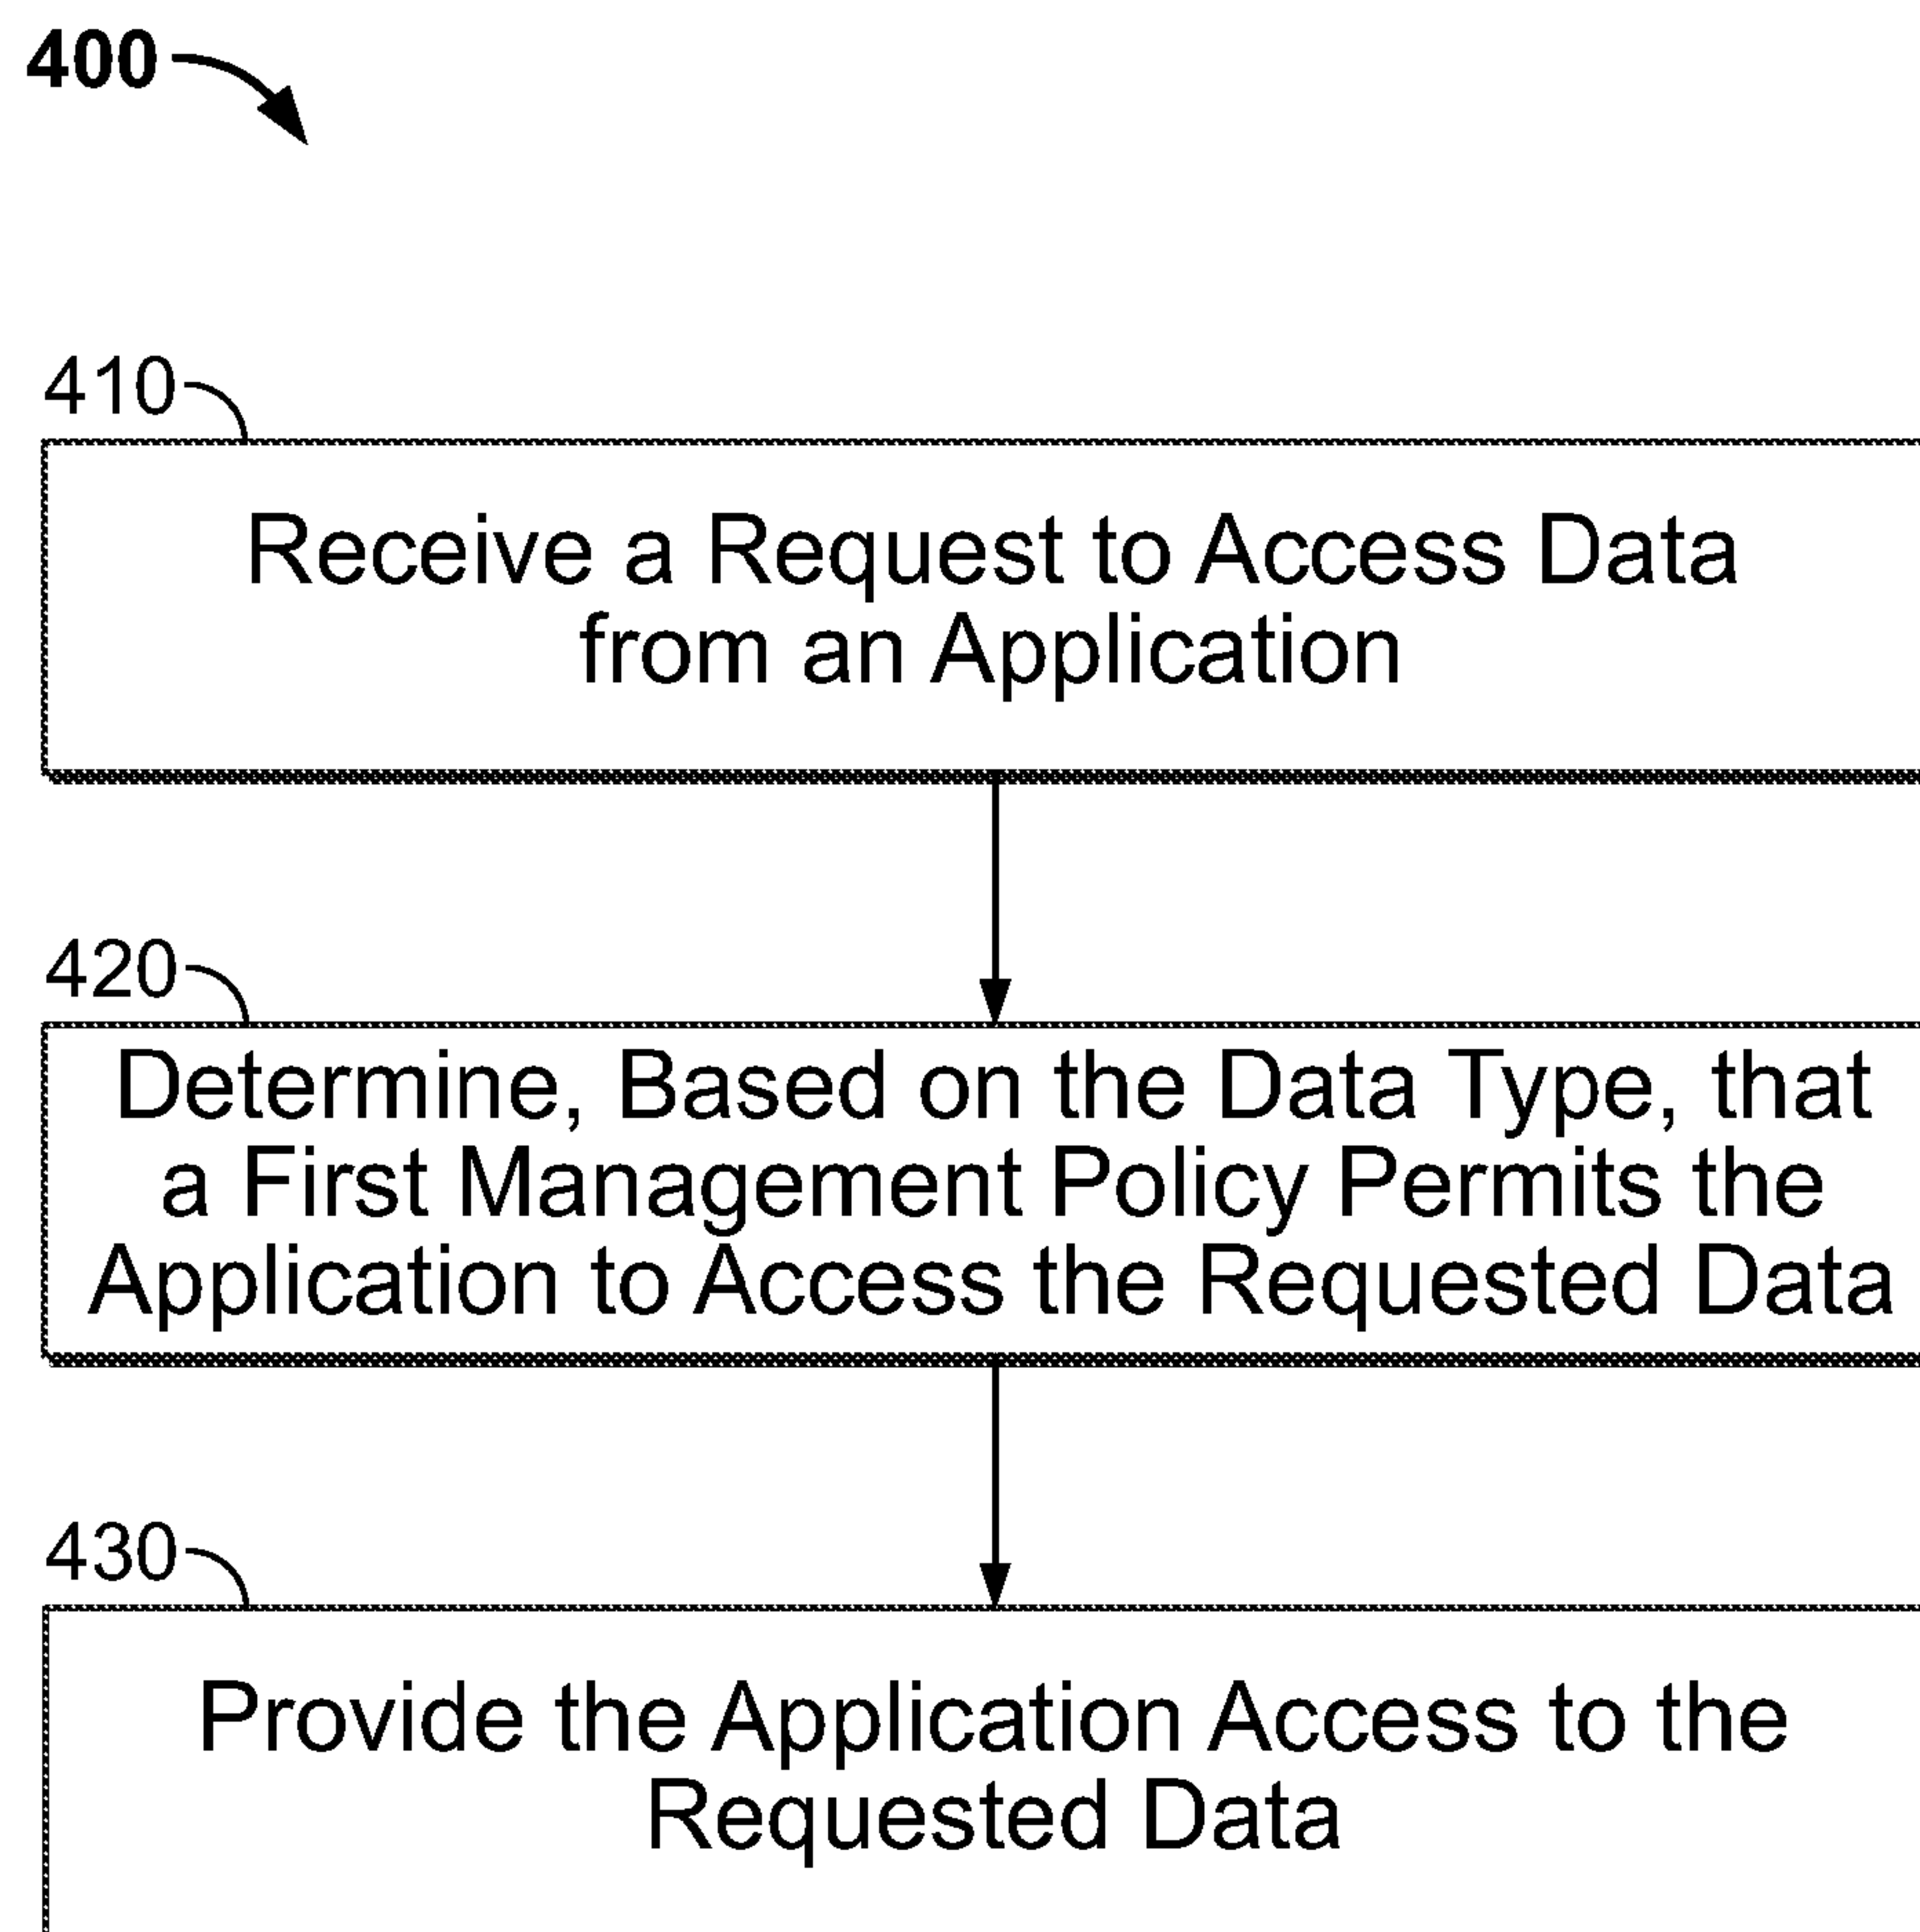 400
410
Receive a Request to Access Data
from an Application
420
Determine, Based on the Data Type, that
a First Management Policy Permits the
Application to Access the Requested Data
430
Provide the Application Access to the
Requested Data